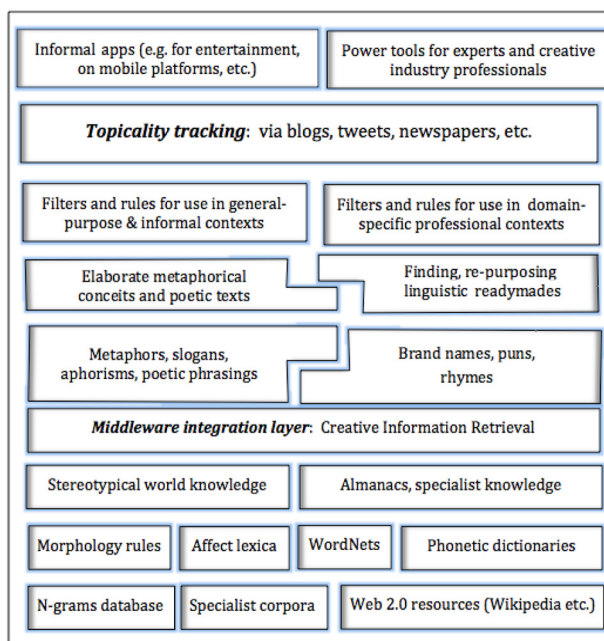 Informal apps (e.g. for entertainment,
on mobile platforms, etc.)
Power tools for experts and creative
industry professionals
Topicality tracking: via blogs, tweets, newspapers, etc.
Filters and rules for use in general-
purpose & informal contexts
Filters and rules for use in domain-
specific professional contexts
Elaborate metaphorical
conceits and poetic texts
Finding, re-purposing
linguistic readymades
Metaphors, slogans,
aphorisms, poetic phrasings
Brand names, puns,
rhymes
Middleware integration layer: Creative Information Retrieval
Stereotypical world knowledge
Almanacs, specialist knowledge
Morphology rules
Affect lexica
WordNets
Phonetic dictionaries
N-grams database
Specialist corpora
Web 2.0 resources (Wikipedia etc.)